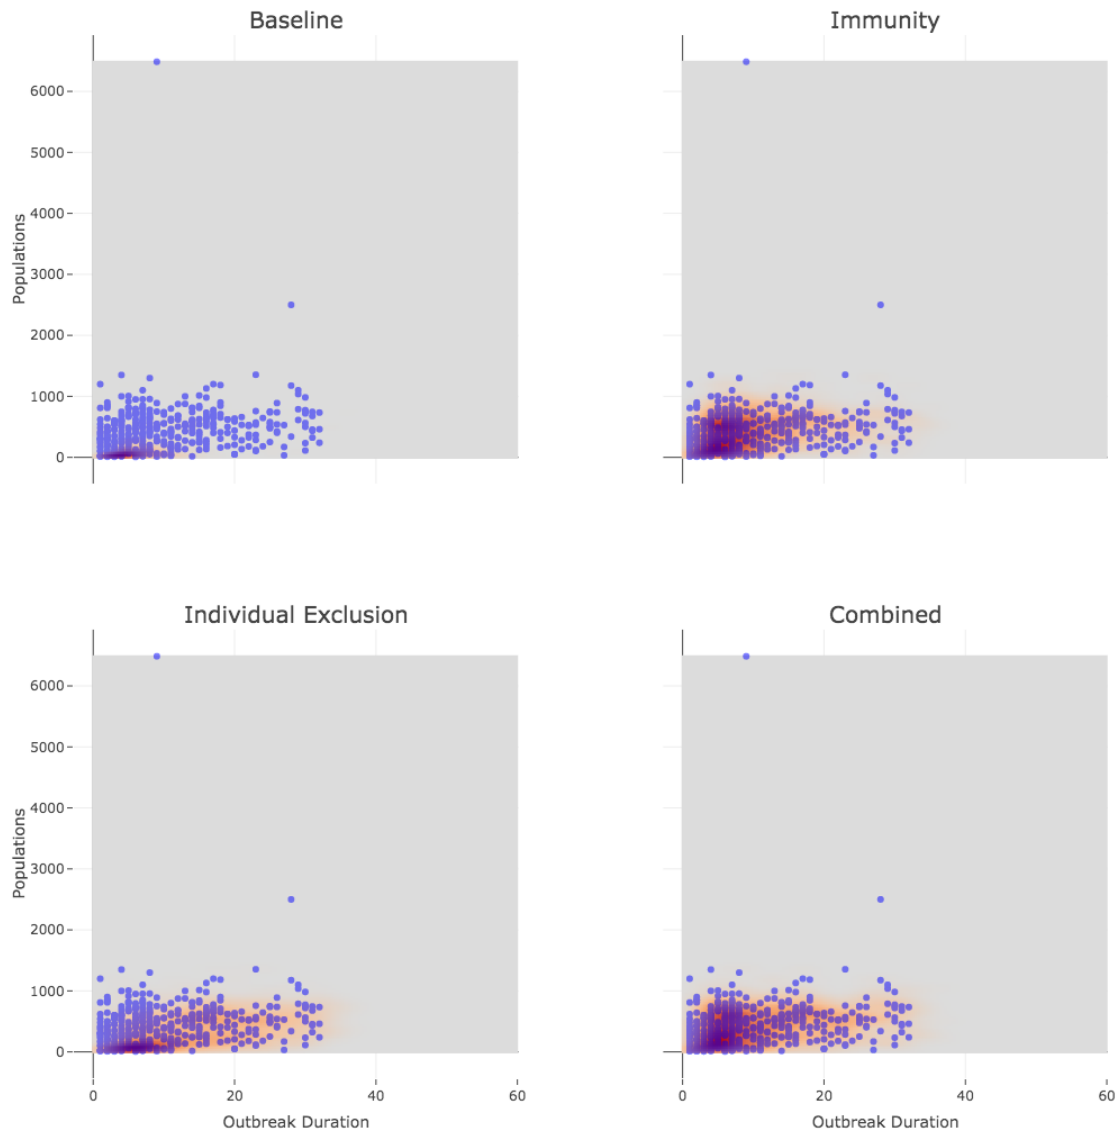 Baseline
Immunity
6000
5000
4000
3000
2000
1000
0
Populations
Individual Exclusion
Combined
6000
5000
4000
3000
2000
1000
0
Populations
0 20 40 60
0 20 40 60
Outbreak Duration
Outbreak Duration